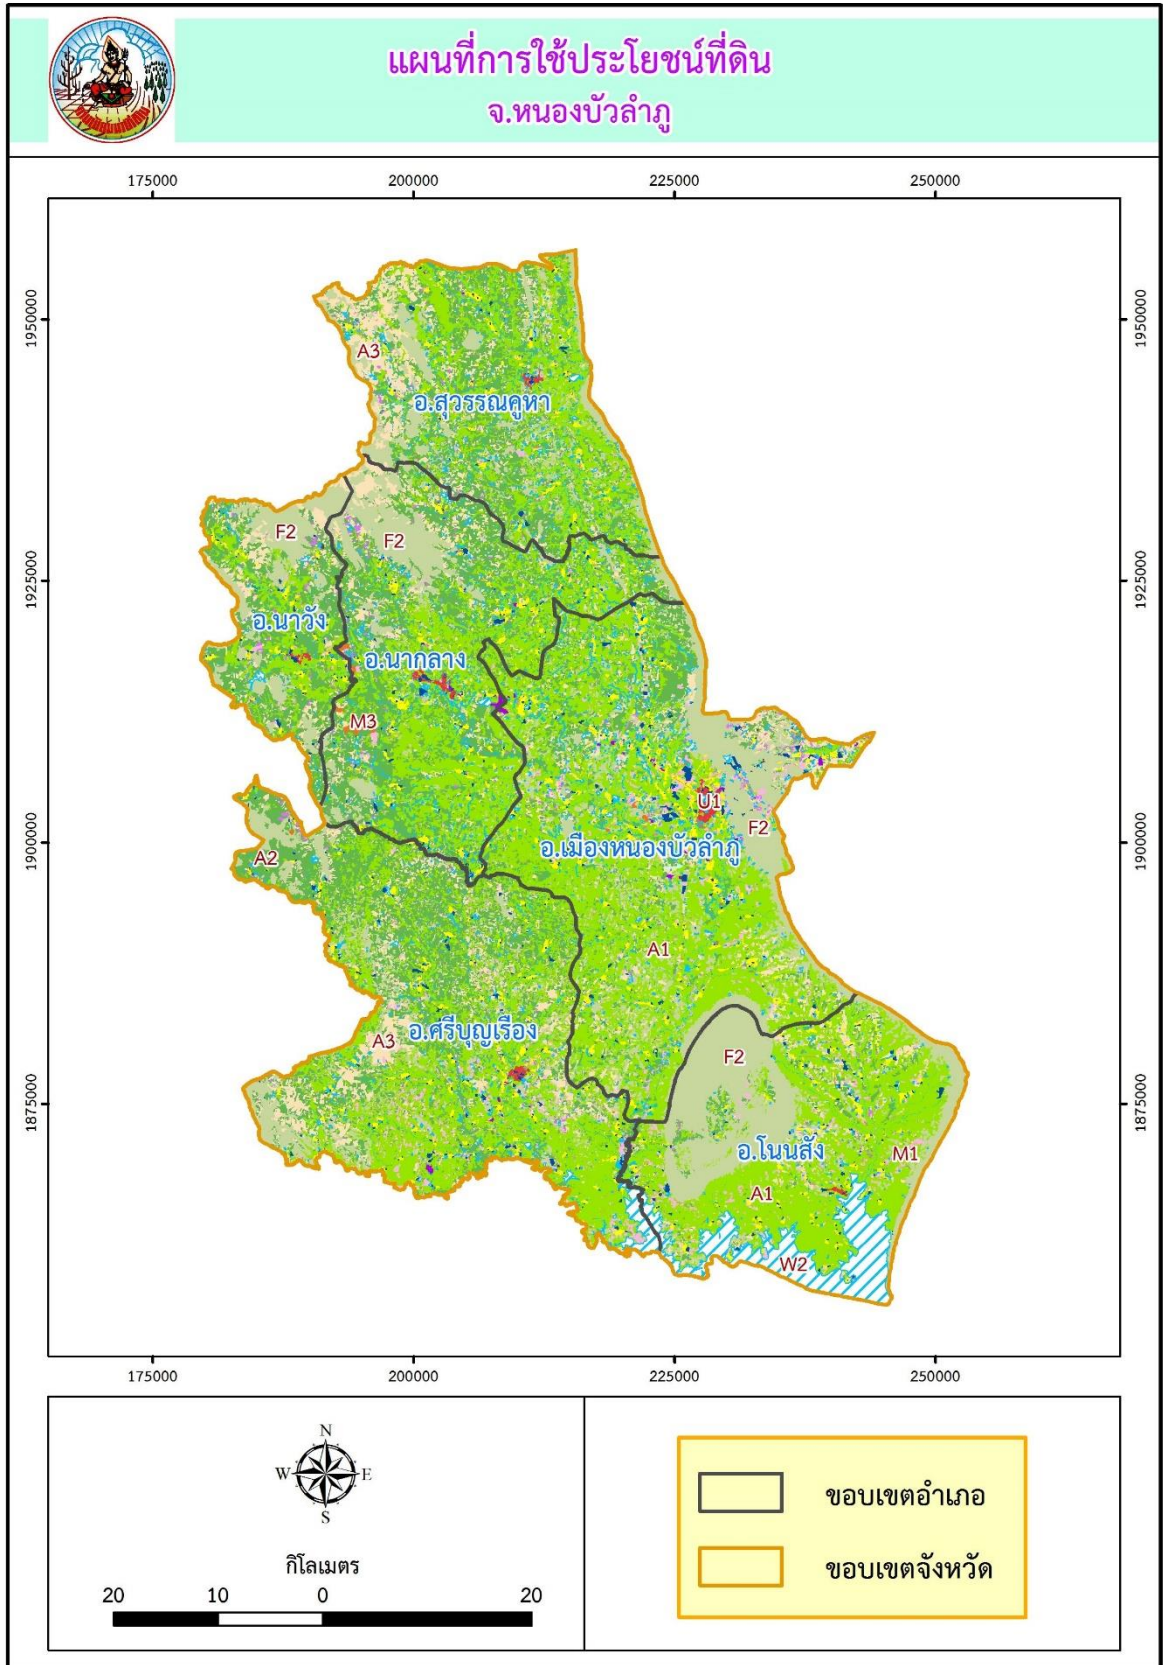 แผนที่การใช้ประโยชน์ที่ดิน
จ.หนองบัวลำภู
175000 200000 225000 250000
1950000 1950000
A3
อ.สุวรรณคูหา
F2 F2
1925000 1925000
อ.นาวัง
อ.นากลาง
M3
U1
F2
อ.เมืองหนองบัวลำภู
1900000 1900000
A2
A1
อ.ศรีบุญเรือง
A3
F2
1875000 1875000
อ.โนนสัง
M1
A1
W2
175000 200000 225000 250000
N
W E
S
กิโลเมตร
20 10 0 20
ขอบเขตอำเภอ
ขอบเขตจังหวัด